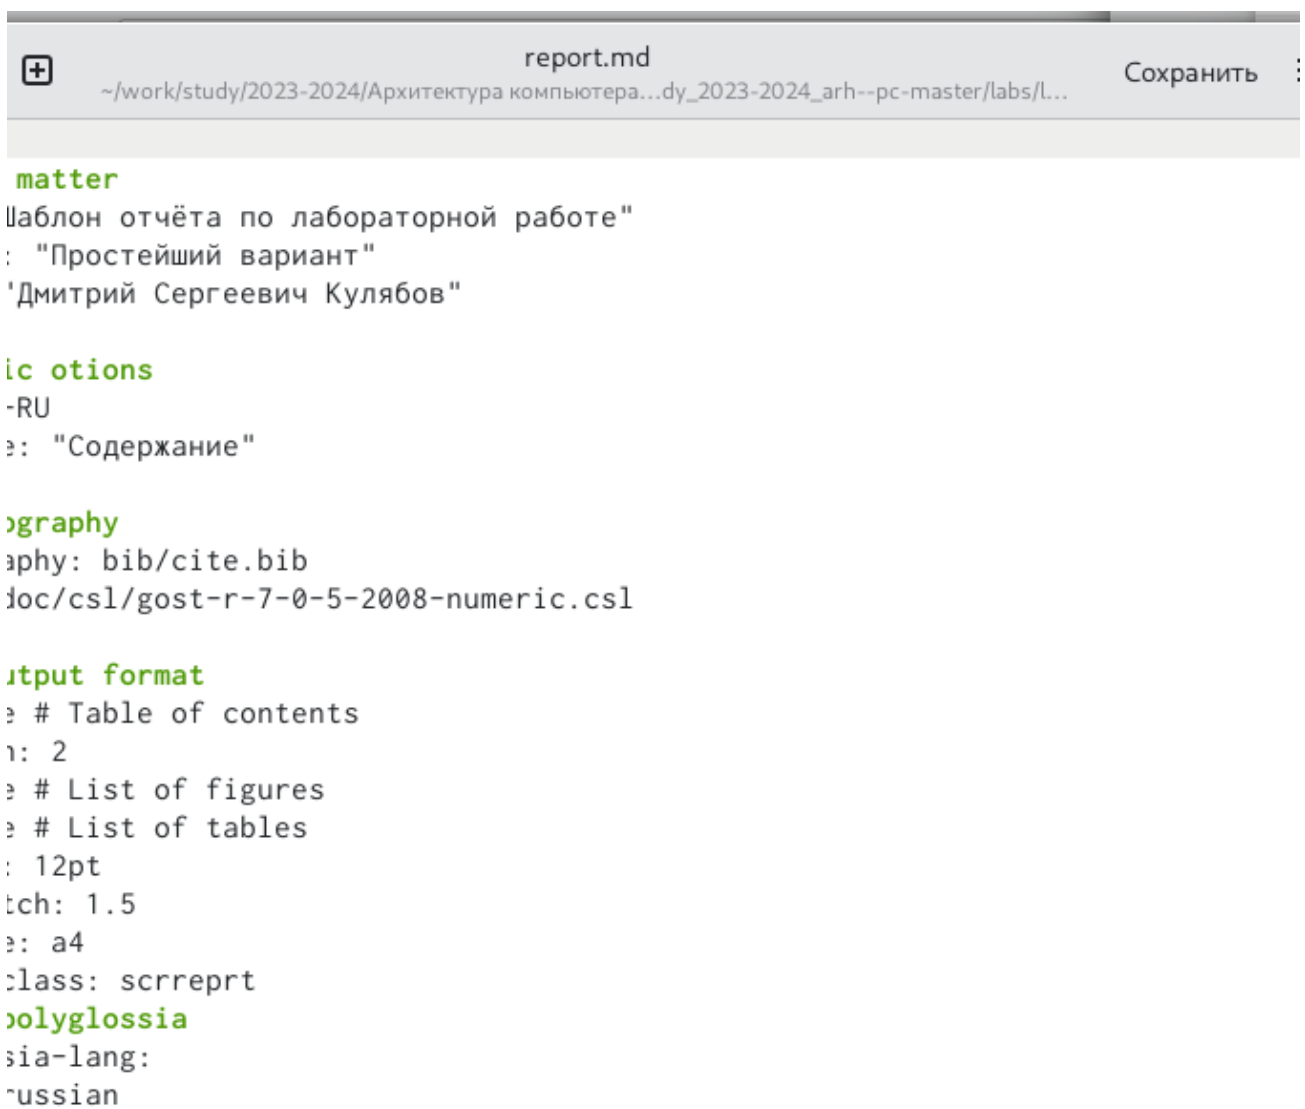 report.md
Сохранить
~/work/study/2023-2024/Архитектура компьютера…dy_2023-2024_arh--pc-master/labs/l…
matter
Шаблон отчёта по лабораторной работе"
: "Простейший вариант"
"Дмитрий Сергеевич Кулябов"
ic otions
-RU
e: "Содержание"
ography
aphy: bib/cite.bib
doc/csl/gost-r-7-0-5-2008-numeric.csl
utput format
e # Table of contents
h: 2
e # List of figures
e # List of tables
: 12pt
tch: 1.5
e: a4
class: scrreprt
polyglossia
sia-lang:
russian